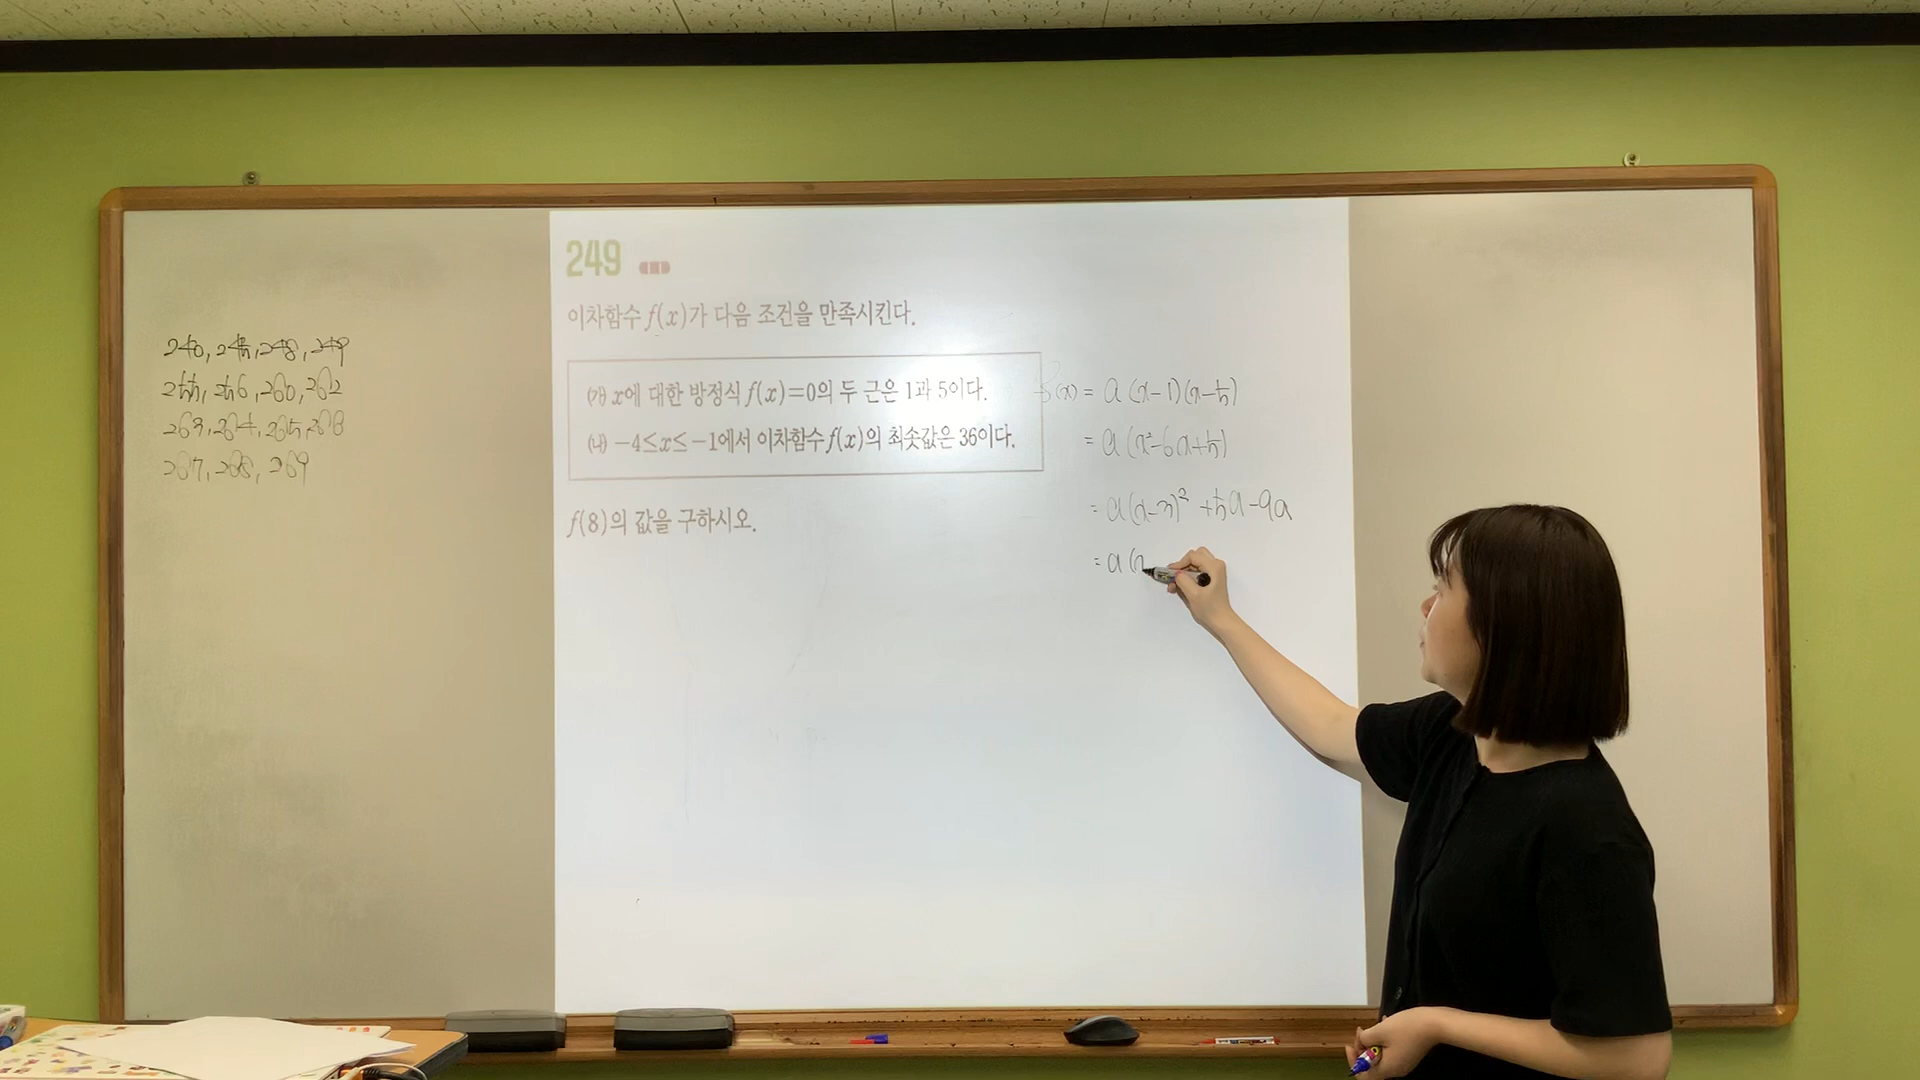 249
이차함수 f(x)가 다음 조건을 만족시킨다.
㈎ x에 대한 방정식 f(x)=0의 두 근은 1과 5이다.
㈏ −4≤x≤−1에서 이차함수 f(x)의 최솟값은 36이다.
f(8)의 값을 구하시오.
240, 245, 248, 249
255, 256, 260, 262
263, 264, 265, 266
267, 268, 269
f(x) = a(x-1)(x-5)
= a(x²-6x+5)
= a(x-3)² +5a-9a
= a(